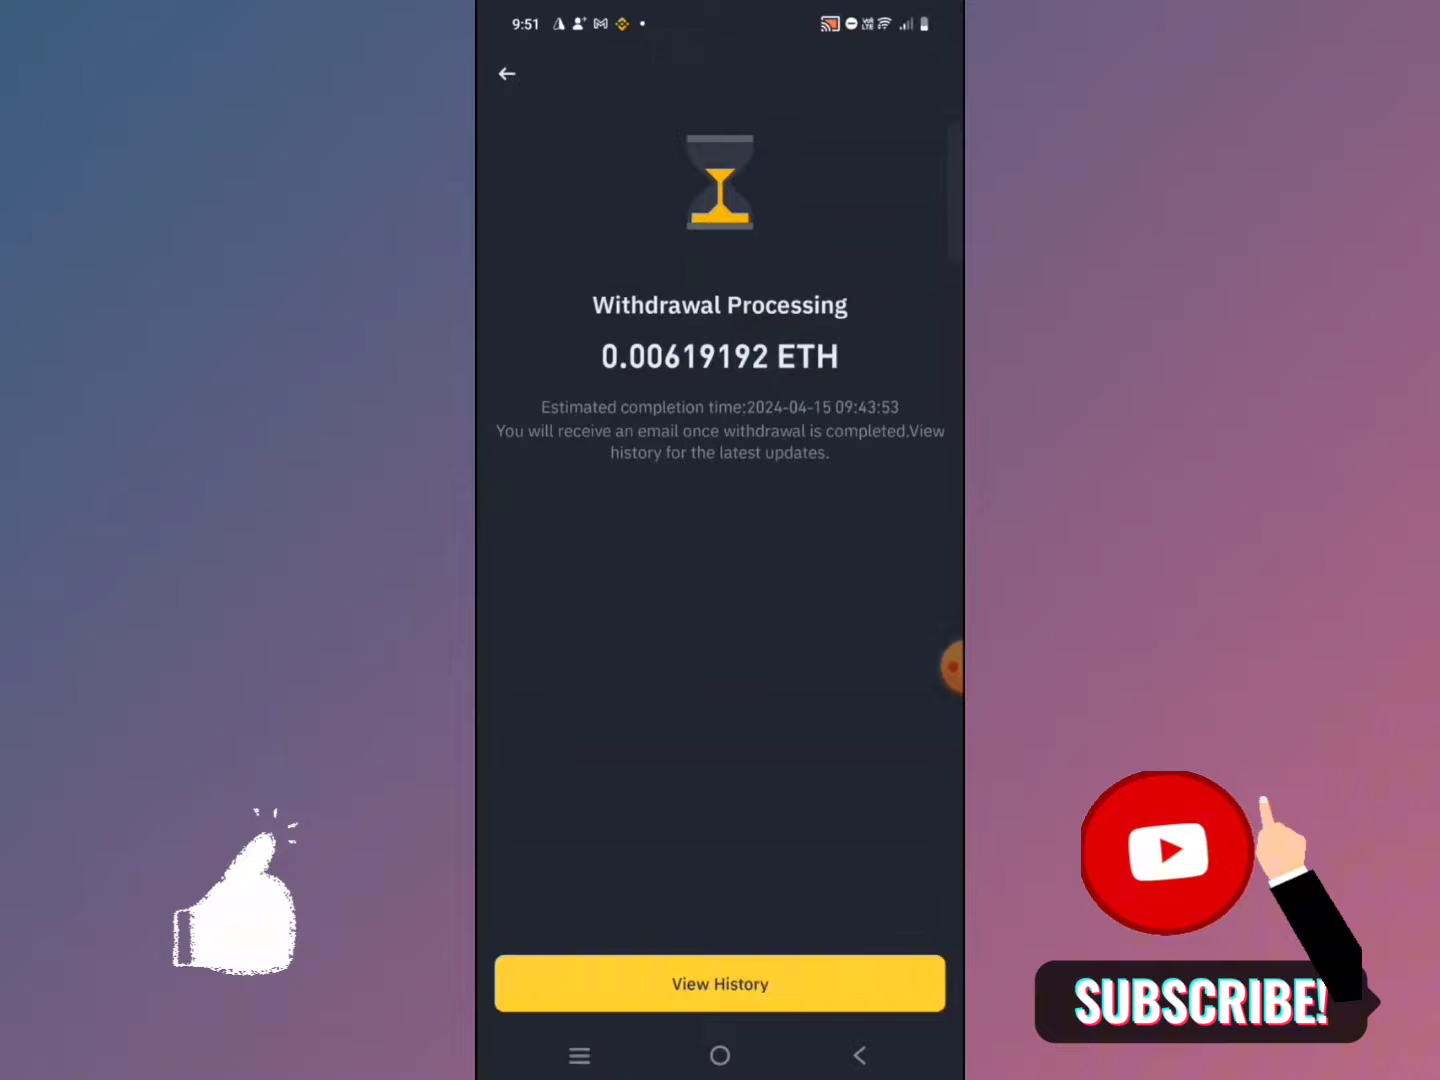 9:51
Withdrawal Processing
0.00619192 ETH
Estimated completion time:2024-04-15 09:43:53
You will receive an email once withdrawal is completed.View
history for the latest updates.
View History
SUBSCRIBE!